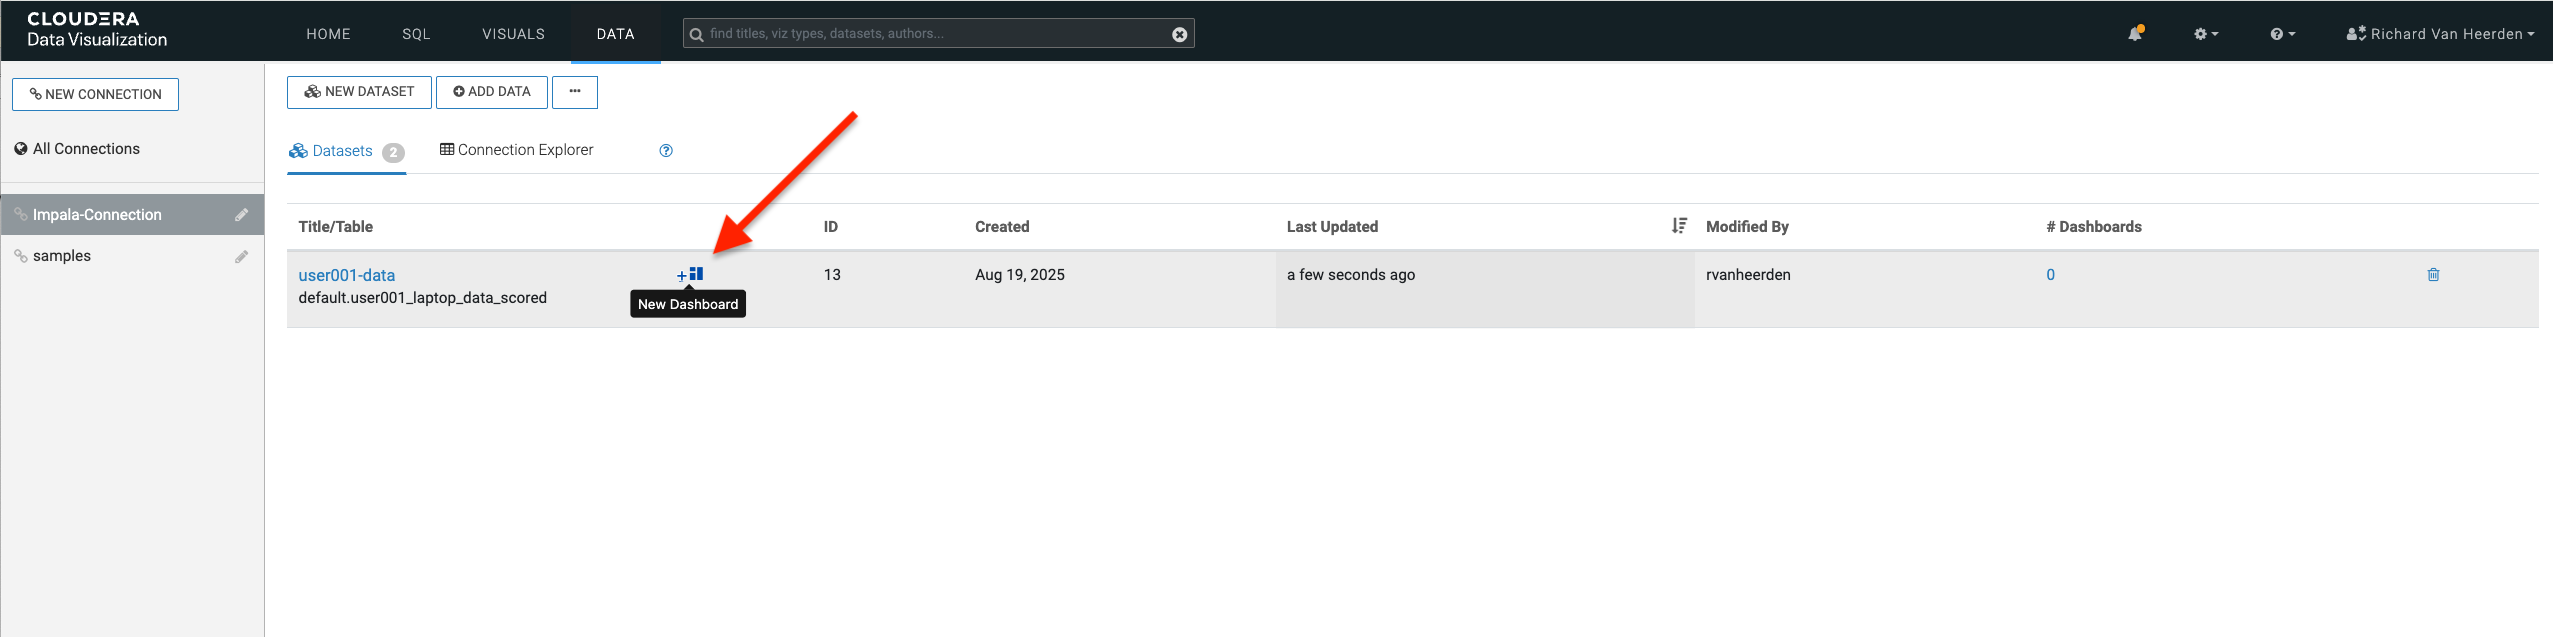 CLOUDERA
Data Visualization
HOME SQL VISUALS DATA
find titles, viz types, datasets, authors...
Richard Van Heerden
NEW CONNECTION
All Connections
Impala-Connection
samples
NEW DATASET ADD DATA ...
Datasets 2 Connection Explorer ?
Title/Table ID Created Last Updated Modified By # Dashboards
user001-data + 13 Aug 19, 2025 a few seconds ago rvanheerden 0
default.user001_laptop_data_scored
New Dashboard